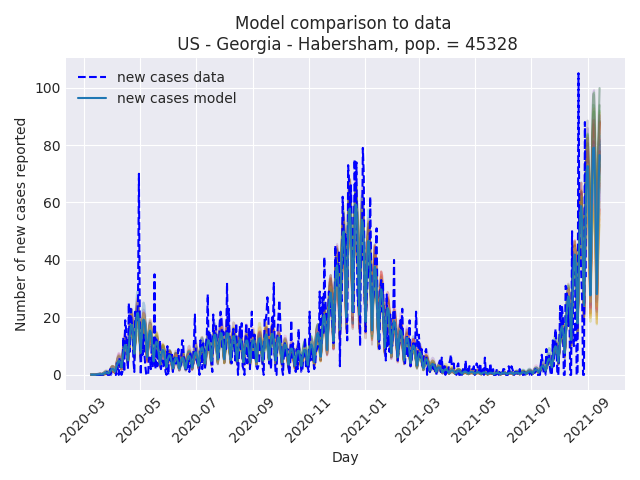 Model comparison to data
US - Georgia - Habersham, pop. = 45328
new cases data
new cases model
Number of new cases reported
100
80
60
40
20
0
2020-03
2020-05
2020-07
2020-09
2020-11
2021-01
2021-03
2021-05
2021-07
2021-09
Day